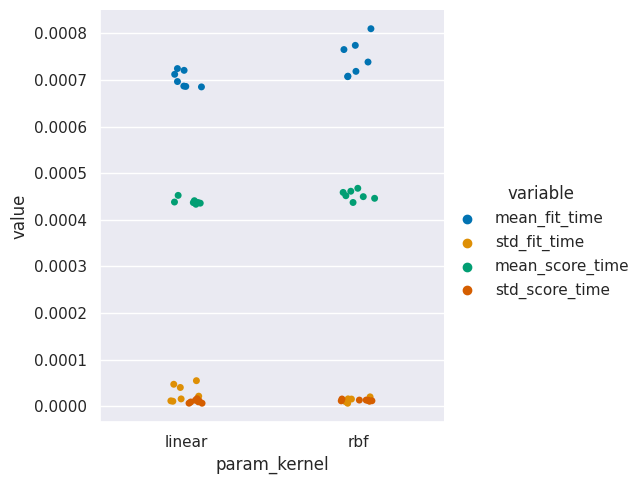 0.0008
0.0007
0.0006
0.0005
0.0004
0.0003
0.0002
0.0001
0.0000
value
linear
rbf
param_kernel
variable
mean_fit_time
std_fit_time
mean_score_time
std_score_time